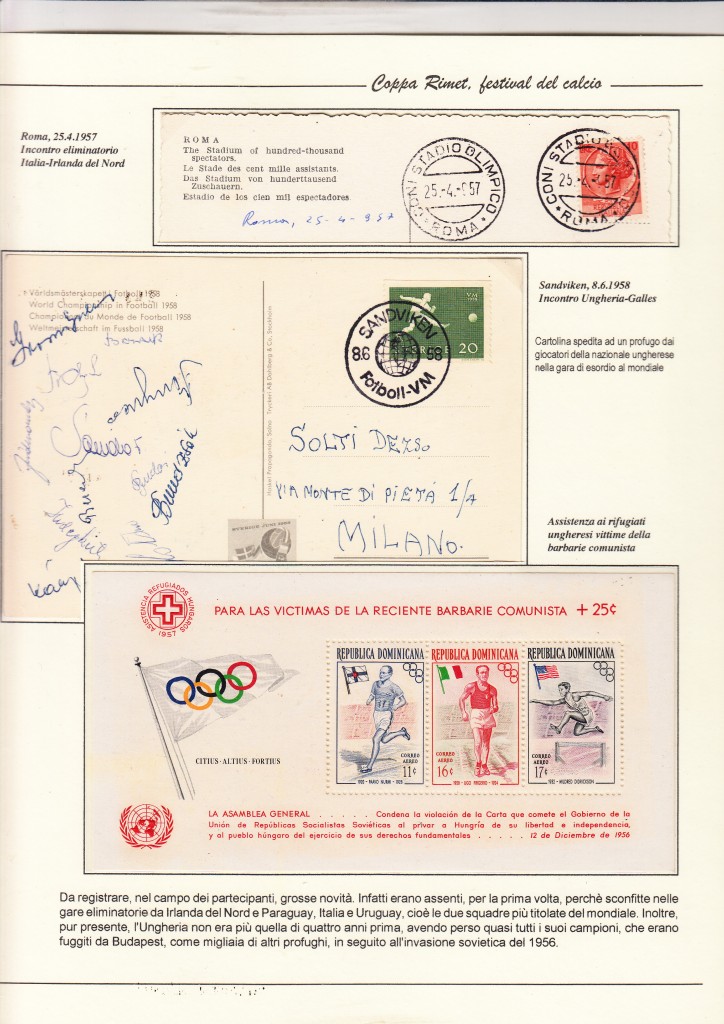 Coppa Rimet, festival del calcio
Roma, 25.4.1957
Incontro eliminatorio
Italia-Irlanda del Nord
ROMA
The Stadium of hundred-thousand
spectators.
Le Stade des cent mille assistants.
Das Stadium von hunderttausend
Zuschauern.
Estadio de los cien mil espectadores.
Roma, 25-4-957
CONI STADIO OLIMPICO
25.-4.-957
ROMA
CONI STADIO
25.-4.-957
ROMA
Världsmästerskapet i Fotboll 1958
World Championship in Football 1958
Championnat du Monde de Football 1958
Weltmeisterschaft im Fussball 1958
Sándor
VM
20
SANDVIKEN
8.6 58
Fotboll-VM
SOLTI DEZSO
VIA MONTE DI PIETÁ 1/A
MILANO.
Sandviken, 8.6.1958
Incontro Ungheria-Galles
Cartolina spedita ad un profugo dai
giocatori della nazionale ungherese
nella gara di esordio al mondiale
Assistenza ai rifugiati
ungheresi vittime della
barbarie comunista
ASISTENCIA REFUGIADOS HUNGAROS
1957
PARA LAS VICTIMAS DE LA RECIENTE BARBARIE COMUNISTA + 25¢
REPUBLICA DOMINICANA
CORREO
AEREO
11¢
REPUBLICA DOMINICANA
CORREO
AEREO
16¢
REPUBLICA DOMINICANA
CORREO
AEREO
17¢
CITIUS · ALTIUS · FORTIUS
LA ASAMBLEA GENERAL . . . . . Condena la violación de la Carta que comete el Gobierno de la
Unión de Repúblicas Socialistas Soviéticas al privar a Hungría de su libertad e independencia,
y al pueblo húngaro del ejercicio de sus derechos fundamentales . . . . . 12 de Diciembre de 1956
Da registrare, nel campo dei partecipanti, grosse novità. Infatti erano assenti, per la prima volta, perchè sconfitte nelle
gare eliminatorie da Irlanda del Nord e Paraguay, Italia e Uruguay, cioè le due squadre più titolate del mondiale. Inoltre,
pur presente, l'Ungheria non era più quella di quattro anni prima, avendo perso quasi tutti i suoi campioni, che erano
fuggiti da Budapest, come migliaia di altri profughi, in seguito all'invasione sovietica del 1956.